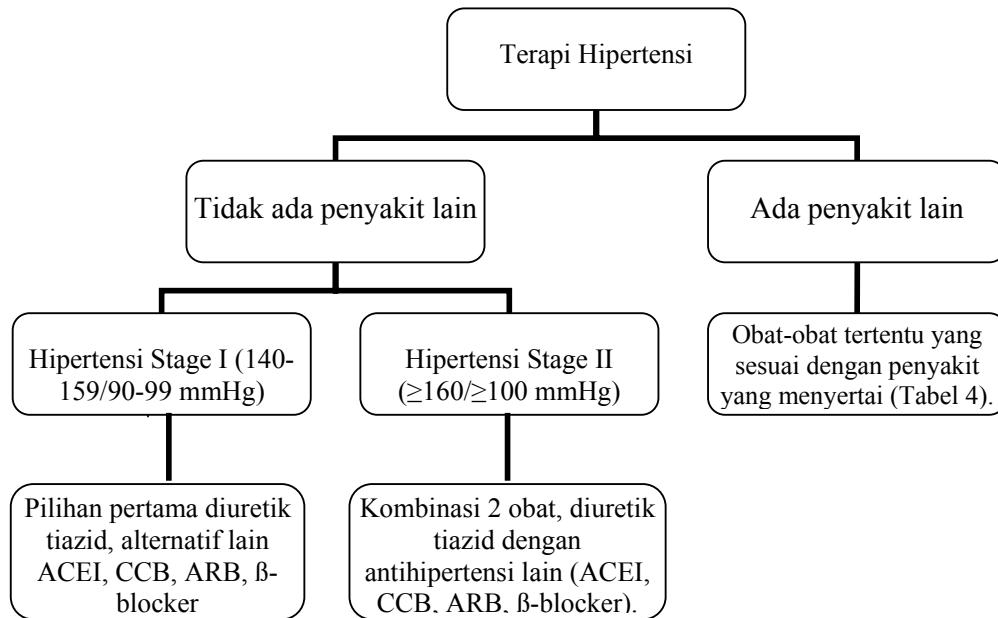 Terapi Hipertensi
Tidak ada penyakit lain
Ada penyakit lain
Hipertensi Stage I (140-
159/90-99 mmHg)
Hipertensi Stage II
(≥160/≥100 mmHg)
Obat-obat tertentu yang
sesuai dengan penyakit
yang menyertai (Tabel 4).
Pilihan pertama diuretik
tiazid, alternatif lain
ACEI, CCB, ARB, ß-
blocker
Kombinasi 2 obat, diuretik
tiazid dengan
antihipertensi lain (ACEI,
CCB, ARB, ß-blocker).